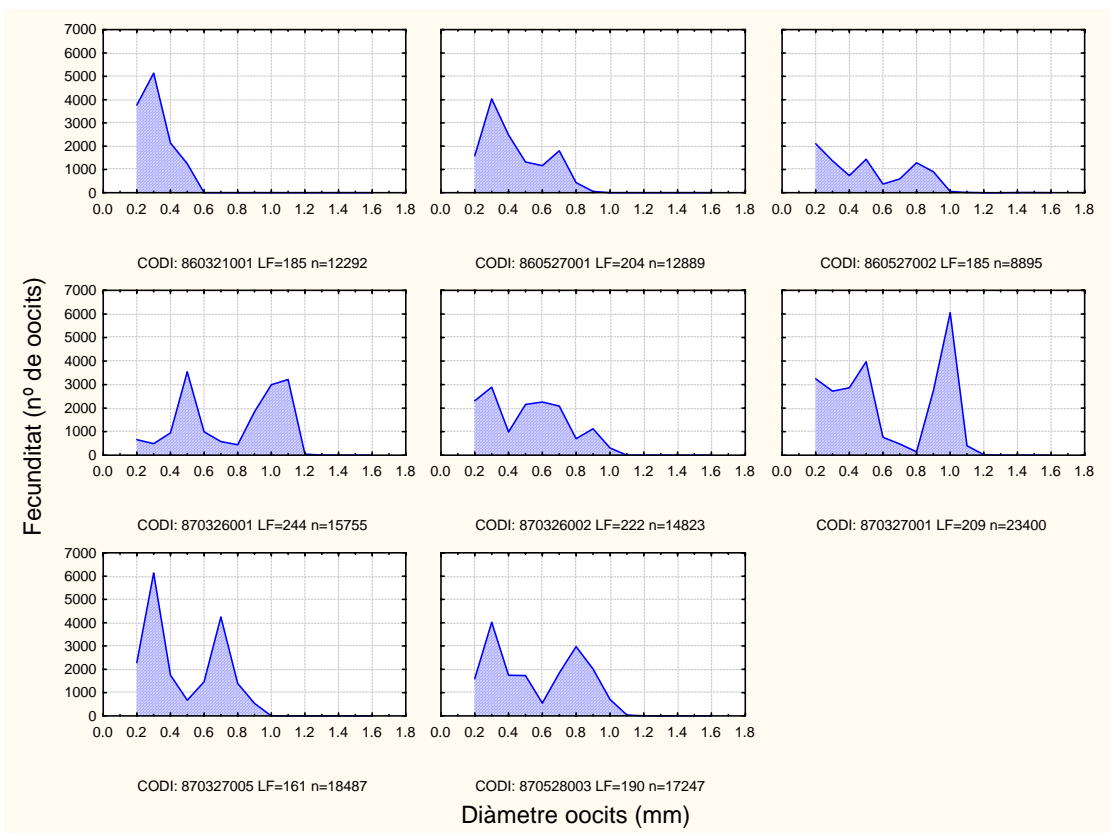 7000
6000
5000
4000
3000
2000
1000
0
0.0 0.2 0.4 0.6 0.8 1.0 1.2 1.4 1.6 1.8
0.0 0.2 0.4 0.6 0.8 1.0 1.2 1.4 1.6 1.8
0.0 0.2 0.4 0.6 0.8 1.0 1.2 1.4 1.6 1.8
CODI: 860321001 LF=185 n=12292
CODI: 860527001 LF=204 n=12889
CODI: 860527002 LF=185 n=8895
Fecunditat (nº de oocits)
7000
6000
5000
4000
3000
2000
1000
0
0.0 0.2 0.4 0.6 0.8 1.0 1.2 1.4 1.6 1.8
0.0 0.2 0.4 0.6 0.8 1.0 1.2 1.4 1.6 1.8
0.0 0.2 0.4 0.6 0.8 1.0 1.2 1.4 1.6 1.8
CODI: 870326001 LF=244 n=15755
CODI: 870326002 LF=222 n=14823
CODI: 870327001 LF=209 n=23400
7000
6000
5000
4000
3000
2000
1000
0
0.0 0.2 0.4 0.6 0.8 1.0 1.2 1.4 1.6 1.8
0.0 0.2 0.4 0.6 0.8 1.0 1.2 1.4 1.6 1.8
CODI: 870327005 LF=161 n=18487
CODI: 870528003 LF=190 n=17247
Diàmetre oocits (mm)